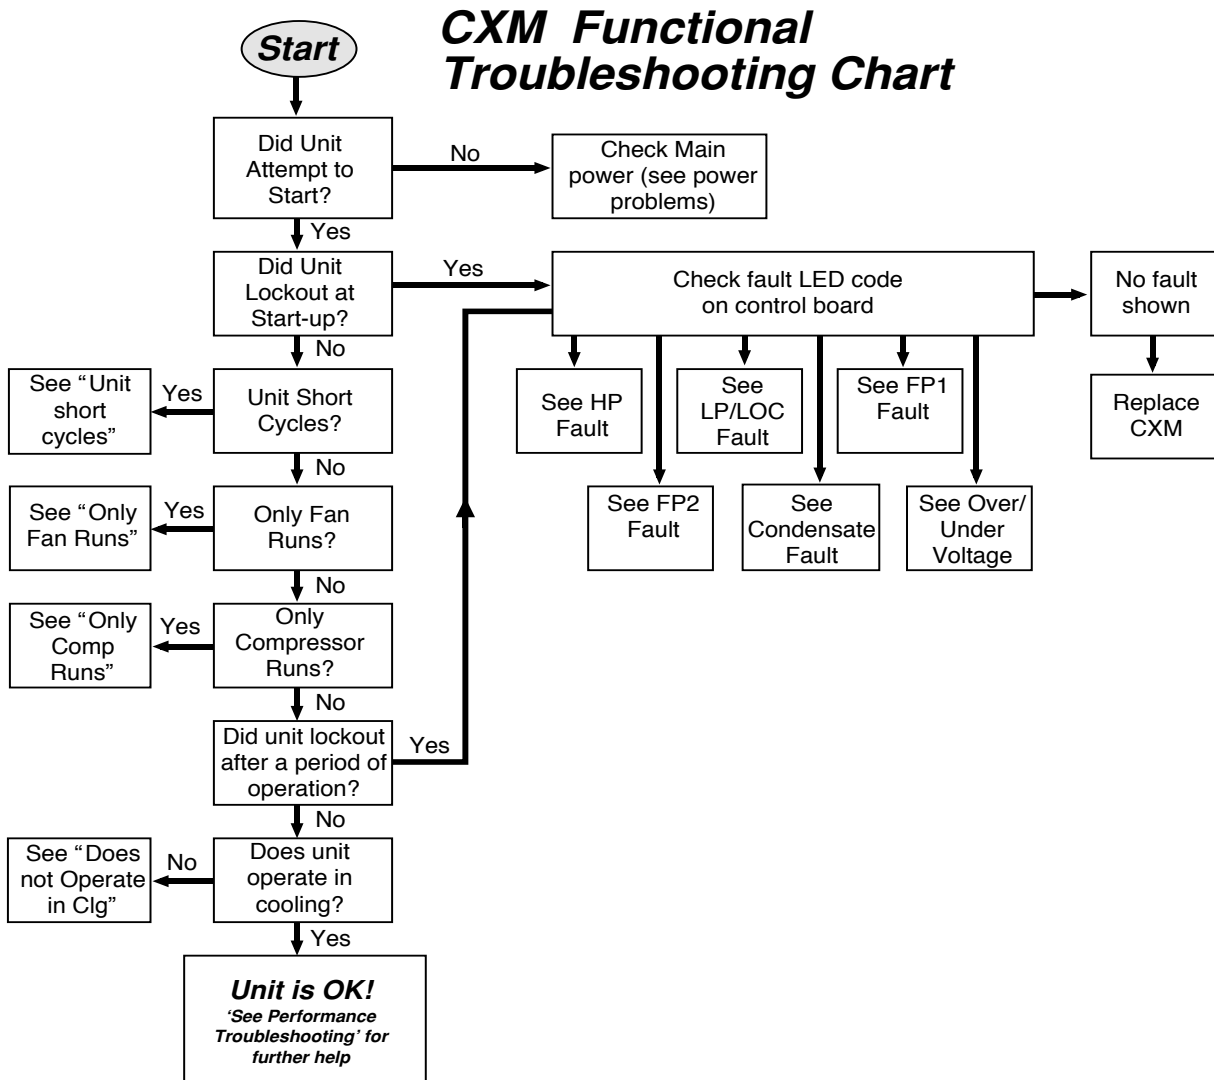 CXM Functional
Troubleshooting Chart
Start
Did Unit
Attempt to
Start?
No
Check Main
power (see power
problems)
Yes
Did Unit
Lockout at
Start-up?
Yes
Check fault LED code
on control board
No fault
shown
No
See HP
Fault
See
LP/LOC
Fault
See FP1
Fault
Replace
CXM
See FP2
Fault
See
Condensate
Fault
See Over/
Under
Voltage
Unit Short
Cycles?
Yes
See “Unit
short
cycles”
No
Only Fan
Runs?
Yes
See “Only
Fan Runs”
No
Only
Compressor
Runs?
Yes
See “Only
Comp
Runs”
No
Did unit lockout
after a period of
operation?
Yes
No
Does unit
operate in
cooling?
No
See “Does
not Operate
in Clg”
Yes
Unit is OK!
‘See Performance
Troubleshooting’ for
further help